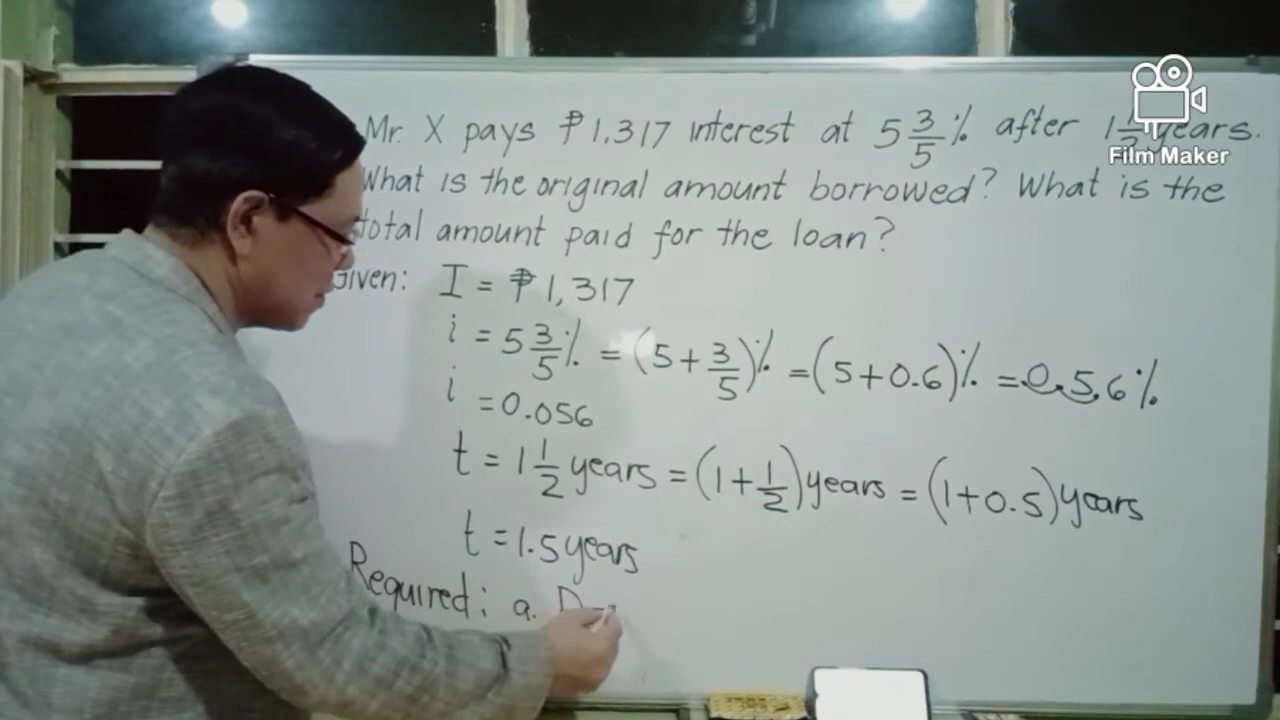 Mr. X pays ₱1,317 interest at 5 3/5 % after 1 years.
What is the original amount borrowed? What is the
total amount paid for the loan?
Given: I = ₱1,317
i = 5 3/5 % = (5 + 3/5)% = (5+0.6)% = 0.5.6%
i = 0.056
t = 1 1/2 years = (1 + 1/2) years = (1+0.5) years
t = 1.5 years
Required: a.
Film Maker